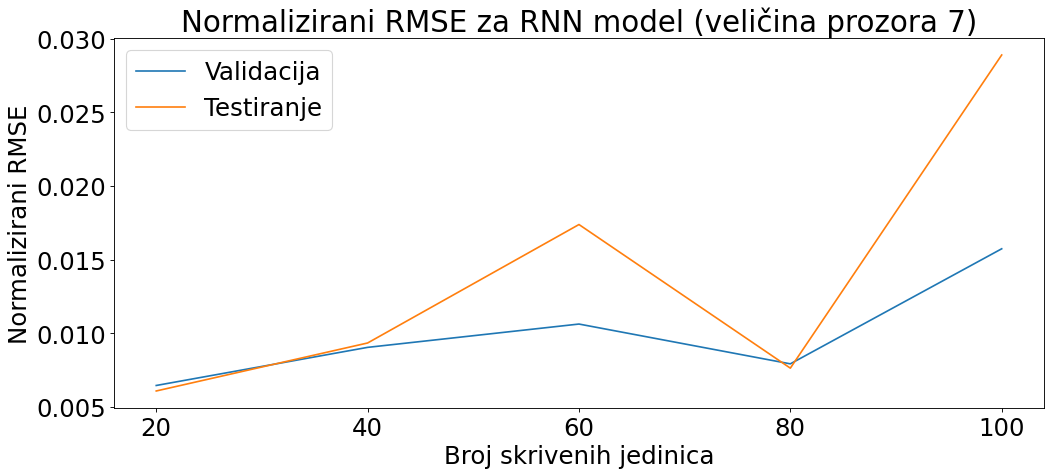 Normalizirani RMSE za RNN model (veličina prozora 7)
Validacija
Testiranje
Normalizirani RMSE
0.030
0.025
0.020
0.015
0.010
0.005
20 40 60 80 100
Broj skrivenih jedinica